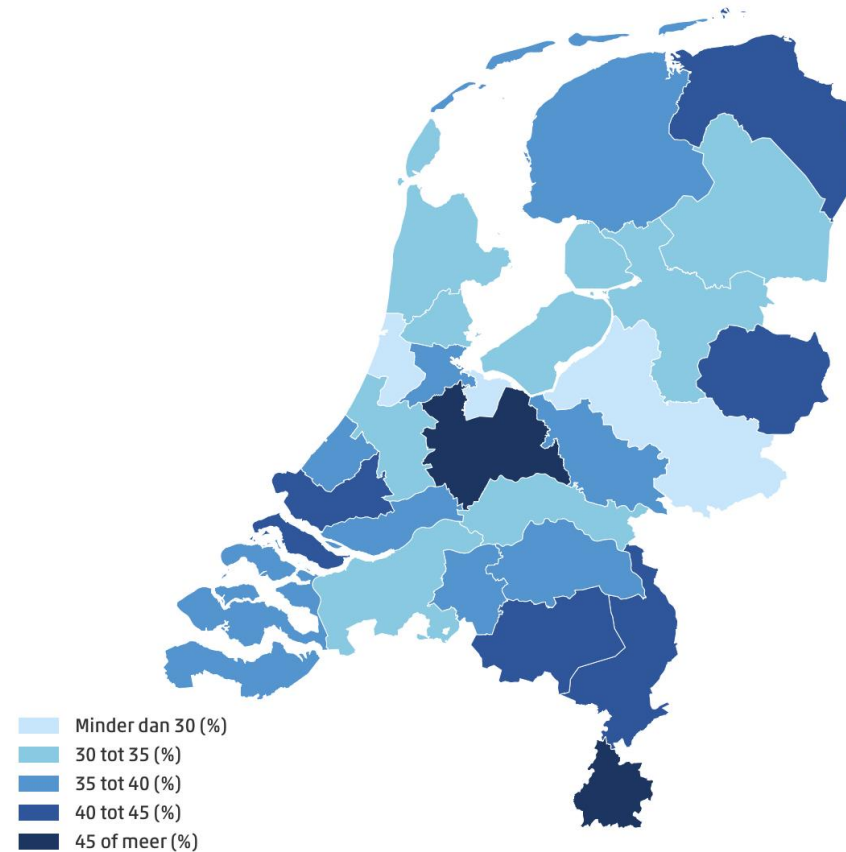 Minder dan 30 (%)
30 tot 35 (%)
35 tot 40 (%)
40 tot 45 (%)
45 of meer (%)